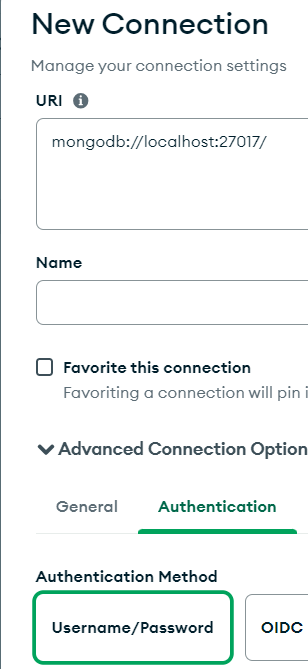 New Connection
Manage your connection settings
URI
mongodb://localhost:27017/
Name
Favorite this connection
Favoriting a connection will pin i
Advanced Connection Option
General Authentication
Authentication Method
Username/Password OIDC